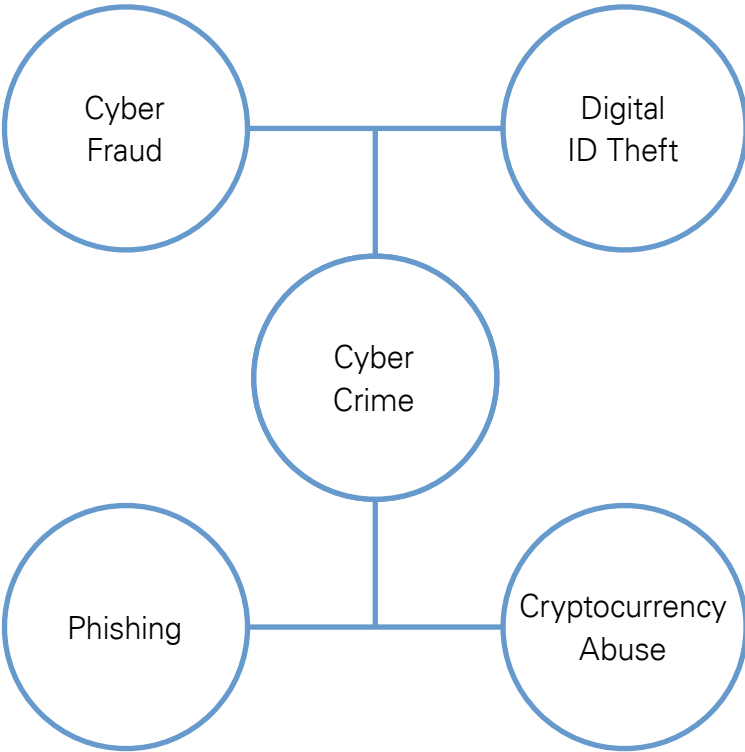 Cyber
Fraud
Digital
ID Theft
Cyber
Crime
Phishing
Cryptocurrency
Abuse